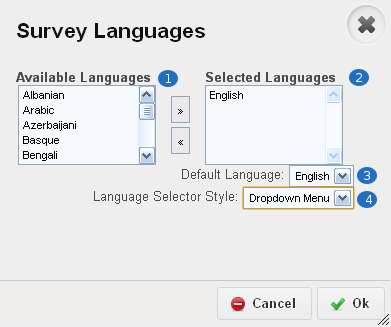 Survey Languages
Available Languages 1
Selected Languages 2
Albanian
Arabic
Azerbaijani
Basque
Bengali
»
«
English
Default Language: English 3
Language Selector Style: Dropdown Menu 4
Cancel
Ok